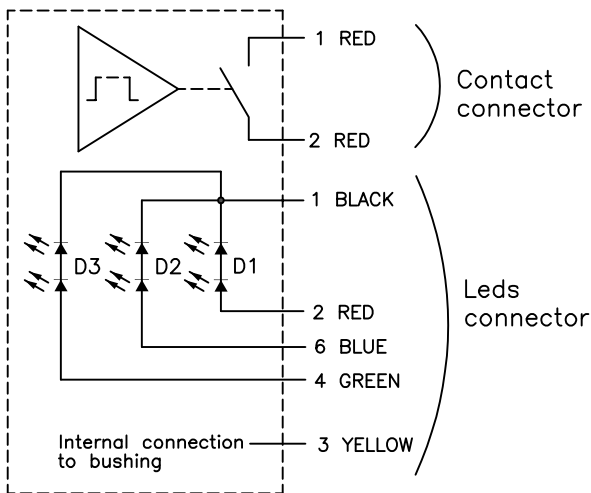 1 RED
Contact
connector
2 RED
1 BLACK
D3
D2
D1
Leds
connector
2 RED
6 BLUE
4 GREEN
Internal connection
to bushing
3 YELLOW